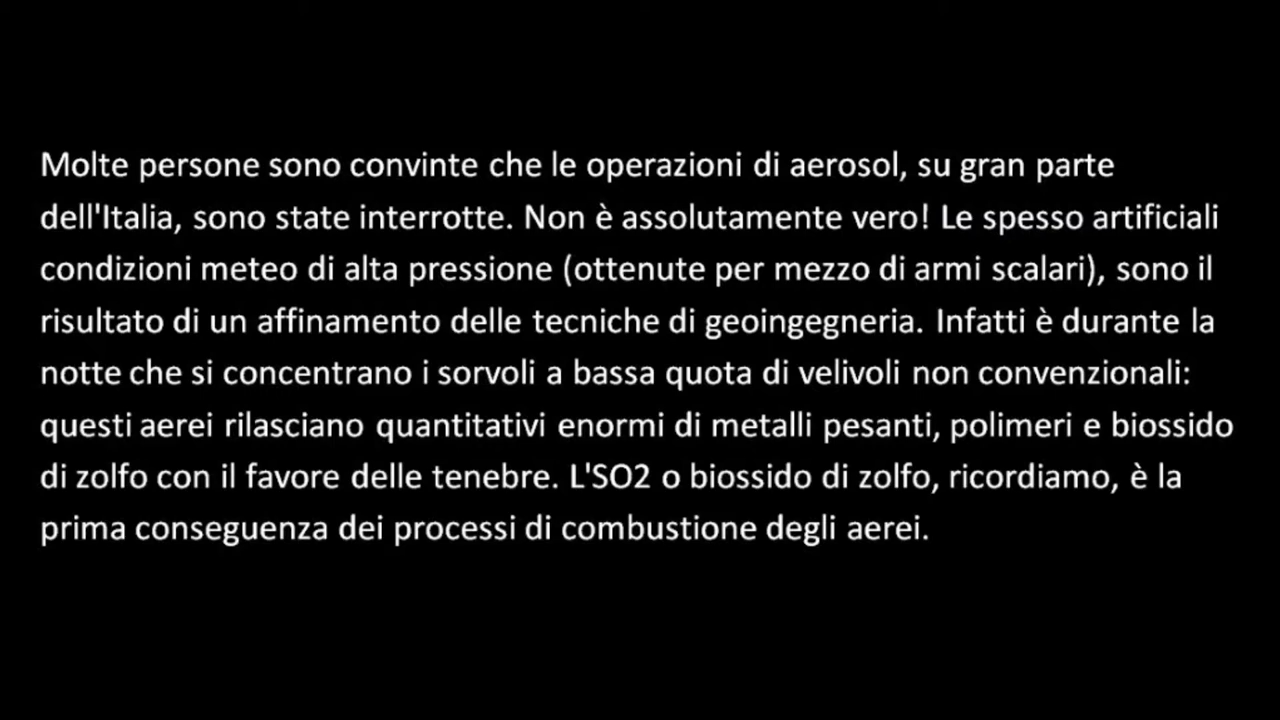 Molte persone sono convinte che le operazioni di aerosol, su gran parte
dell'Italia, sono state interrotte. Non è assolutamente vero! Le spesso artificiali
condizioni meteo di alta pressione (ottenute per mezzo di armi scalari), sono il
risultato di un affinamento delle tecniche di geoingegneria. Infatti è durante la
notte che si concentrano i sorvoli a bassa quota di velivoli non convenzionali:
questi aerei rilasciano quantitativi enormi di metalli pesanti, polimeri e biossido
di zolfo con il favore delle tenebre. L'SO2 o biossido di zolfo, ricordiamo, è la
prima conseguenza dei processi di combustione degli aerei.